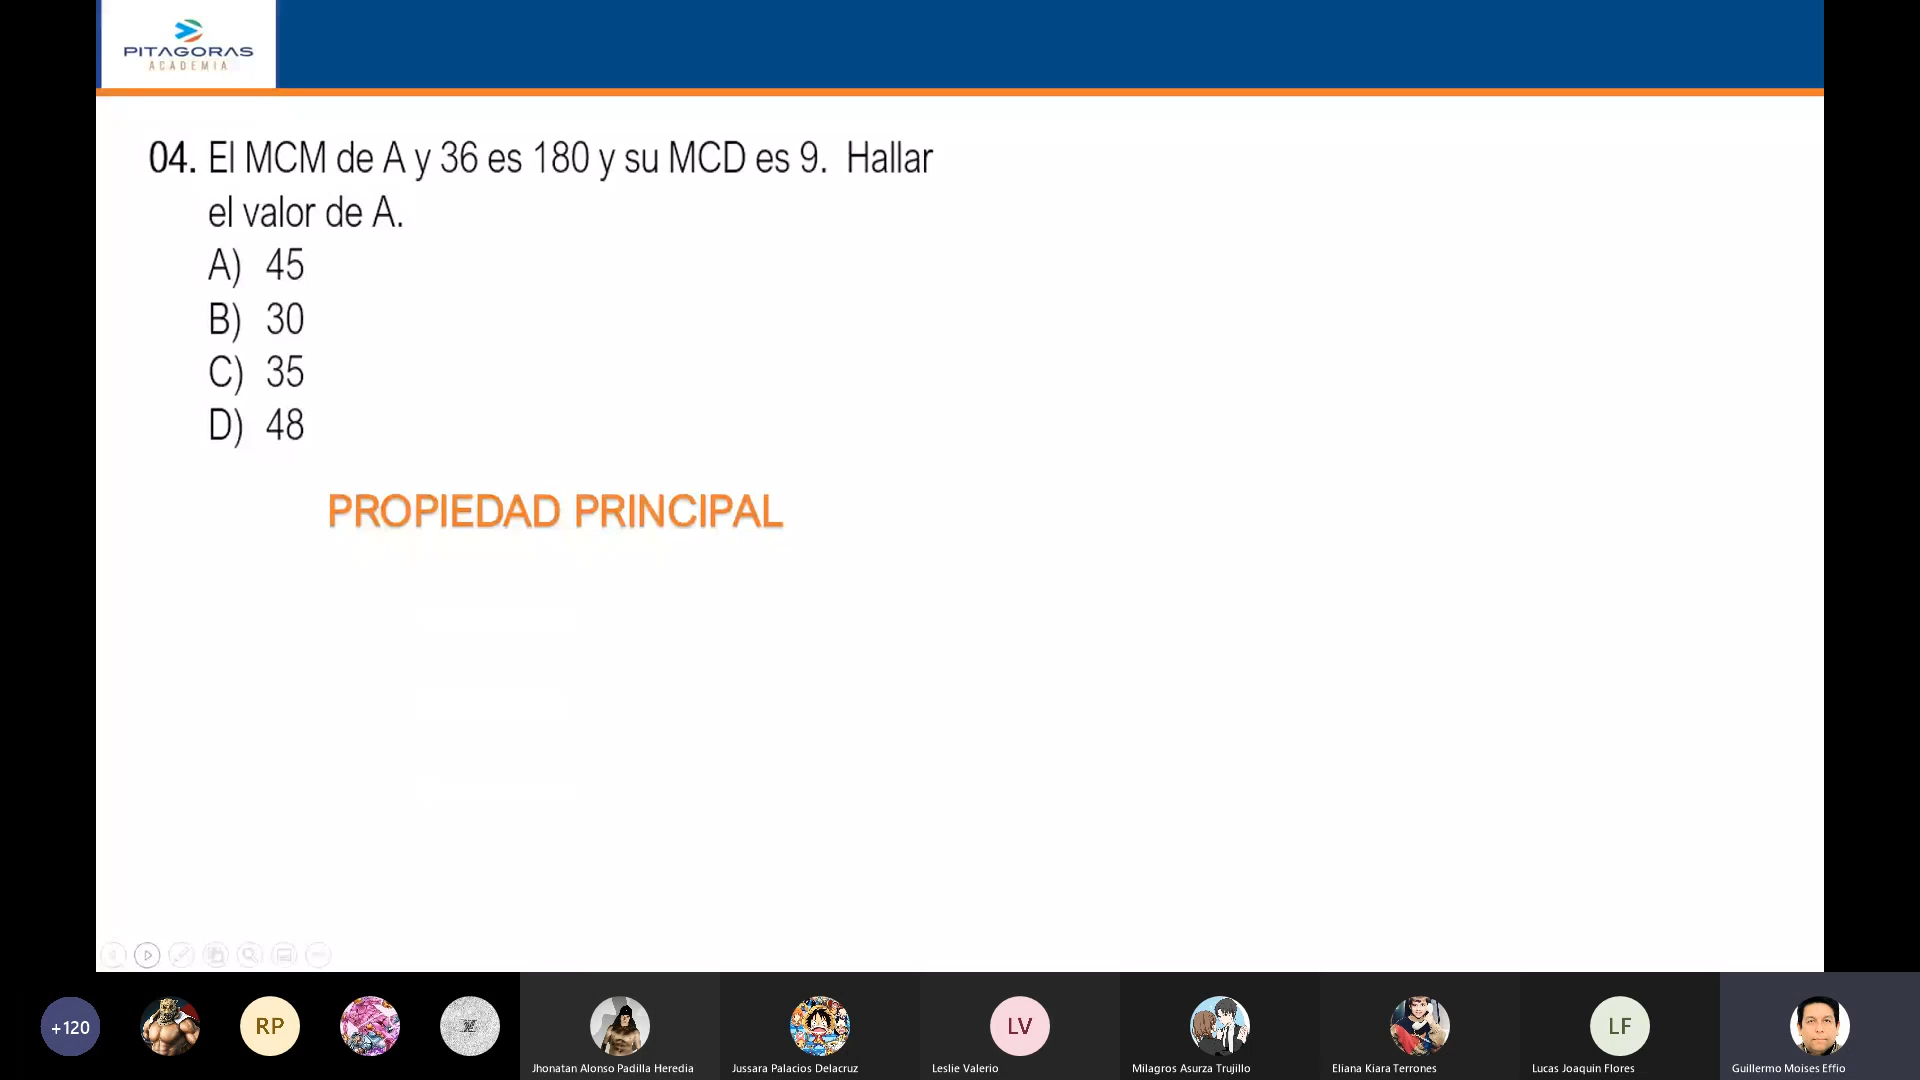 PITAGORAS
ACADEMIA
04. El MCM de A y 36 es 180 y su MCD es 9. Hallar
el valor de A.
A) 45
B) 30
C) 35
D) 48
PROPIEDAD PRINCIPAL
+120
RP
LV
LF
Jhonatan Alonso Padilla Heredia
Jussara Palacios Delacruz
Leslie Valerio
Milagros Asurza Trujillo
Eliana Kiara Terrones
Lucas Joaquin Flores
Guillermo Moises Effio